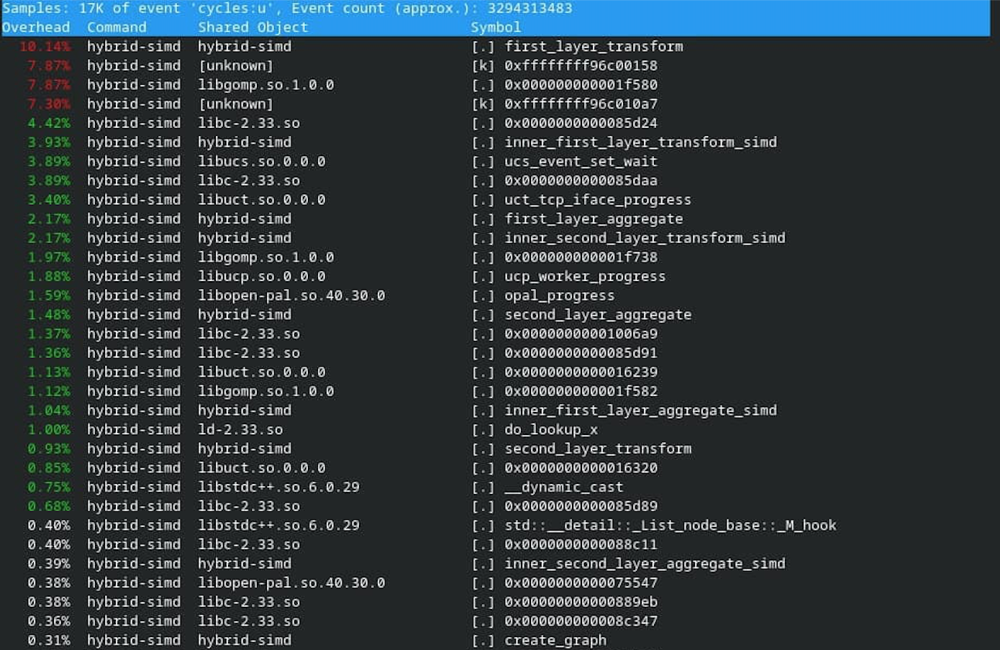 Samples: 17K of event 'cycles:u', Event count (approx.): 3294313483
Overhead  Command  Shared Object  Symbol
10.14%  hybrid-simd  hybrid-simd  [.] first_layer_transform
7.87%  hybrid-simd  [unknown]  [k] 0xffffffff96c00158
7.87%  hybrid-simd  libgomp.so.1.0.0  [.] 0x000000000001f580
7.30%  hybrid-simd  [unknown]  [k] 0xffffffff96c010a7
4.42%  hybrid-simd  libc-2.33.so  [.] 0x0000000000085d24
3.93%  hybrid-simd  hybrid-simd  [.] inner_first_layer_transform_simd
3.89%  hybrid-simd  libucs.so.0.0.0  [.] ucs_event_set_wait
3.89%  hybrid-simd  libc-2.33.so  [.] 0x0000000000085daa
3.40%  hybrid-simd  libuct.so.0.0.0  [.] uct_tcp_iface_progress
2.17%  hybrid-simd  hybrid-simd  [.] first_layer_aggregate
2.17%  hybrid-simd  hybrid-simd  [.] inner_second_layer_transform_simd
1.97%  hybrid-simd  libgomp.so.1.0.0  [.] 0x000000000001f738
1.88%  hybrid-simd  libucp.so.0.0.0  [.] ucp_worker_progress
1.59%  hybrid-simd  libopen-pal.so.40.30.0  [.] opal_progress
1.48%  hybrid-simd  hybrid-simd  [.] second_layer_aggregate
1.37%  hybrid-simd  libc-2.33.so  [.] 0x00000000001006a9
1.36%  hybrid-simd  libc-2.33.so  [.] 0x0000000000085d91
1.13%  hybrid-simd  libuct.so.0.0.0  [.] 0x0000000000016239
1.12%  hybrid-simd  libgomp.so.1.0.0  [.] 0x000000000001f582
1.04%  hybrid-simd  hybrid-simd  [.] inner_first_layer_aggregate_simd
1.00%  hybrid-simd  ld-2.33.so  [.] do_lookup_x
0.93%  hybrid-simd  hybrid-simd  [.] second_layer_transform
0.85%  hybrid-simd  libuct.so.0.0.0  [.] 0x0000000000016320
0.75%  hybrid-simd  libstdc++.so.6.0.29  [.] __dynamic_cast
0.68%  hybrid-simd  libc-2.33.so  [.] 0x0000000000085d89
0.40%  hybrid-simd  libstdc++.so.6.0.29  [.] std::__detail::_List_node_base::_M_hook
0.40%  hybrid-simd  libc-2.33.so  [.] 0x0000000000088c11
0.39%  hybrid-simd  hybrid-simd  [.] inner_second_layer_aggregate_simd
0.38%  hybrid-simd  libopen-pal.so.40.30.0  [.] 0x0000000000075547
0.38%  hybrid-simd  libc-2.33.so  [.] 0x00000000000889eb
0.36%  hybrid-simd  libc-2.33.so  [.] 0x000000000008c347
0.31%  hybrid-simd  hybrid-simd  [.] create_graph